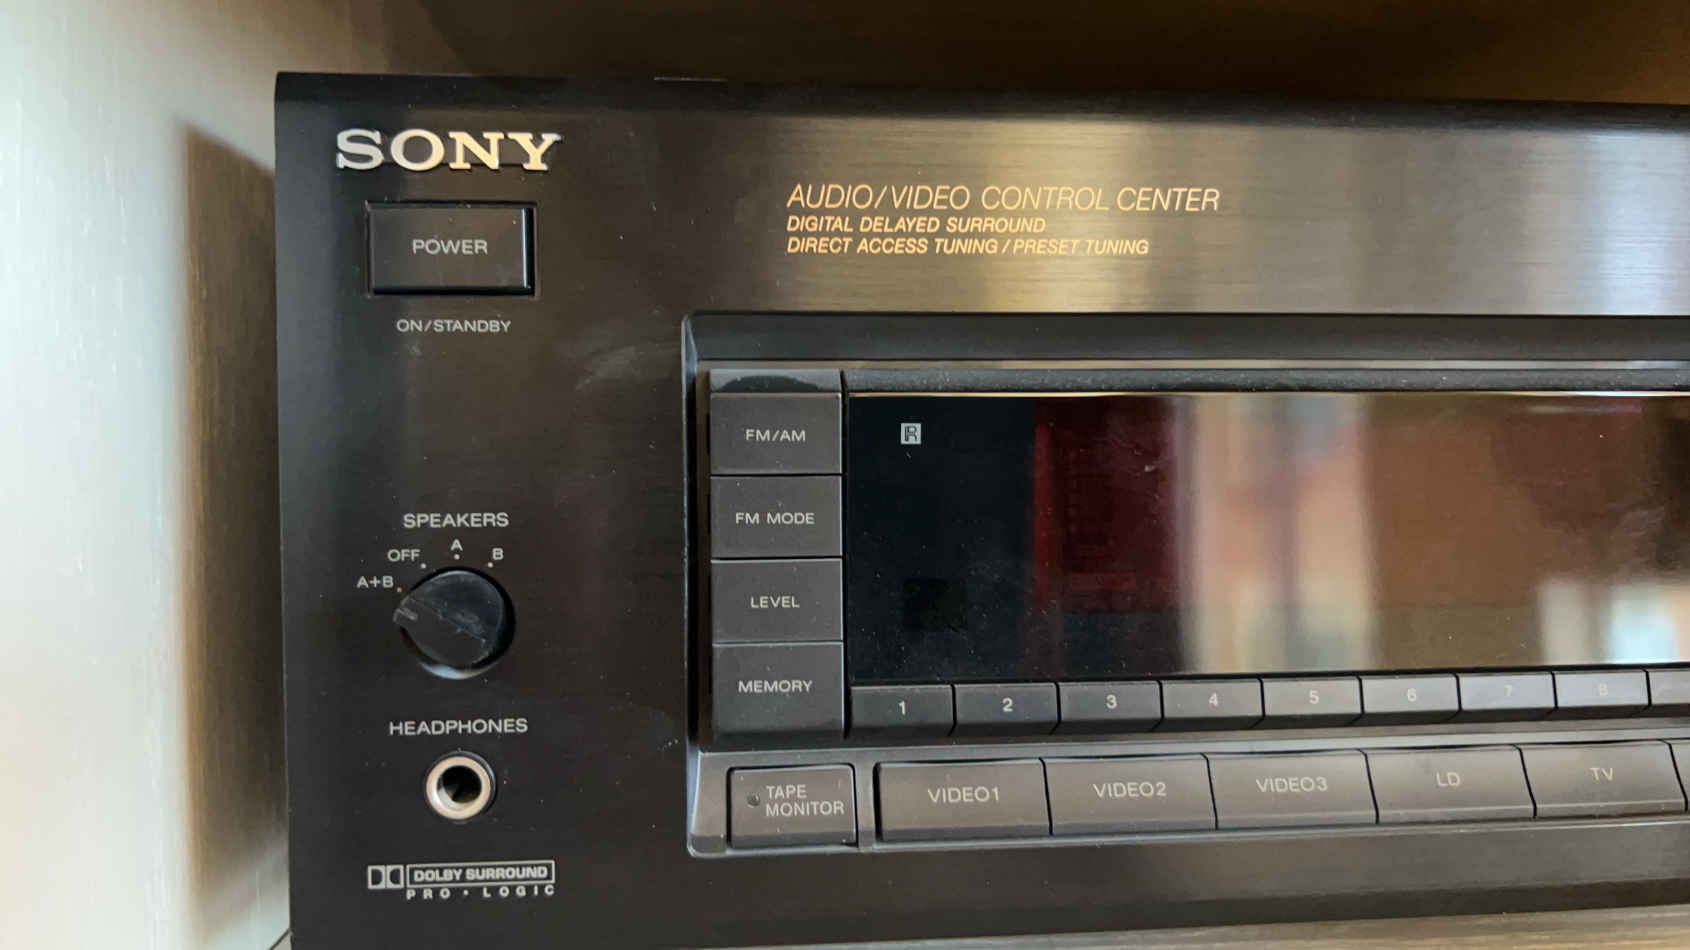 SONY
AUDIO/VIDEO CONTROL CENTER
DIGITAL DELAYED SURROUND
DIRECT ACCESS TUNING / PRESET TUNING
POWER
ON/STANDBY
FM/AM
R
FM MODE
LEVEL
MEMORY
SPEAKERS
OFF A B
A+B
1 2 3 4 5 6 7 8
HEADPHONES
TAPE
MONITOR
VIDEO1 VIDEO2 VIDEO3 LD TV
DOLBY SURROUND
PRO • LOGIC